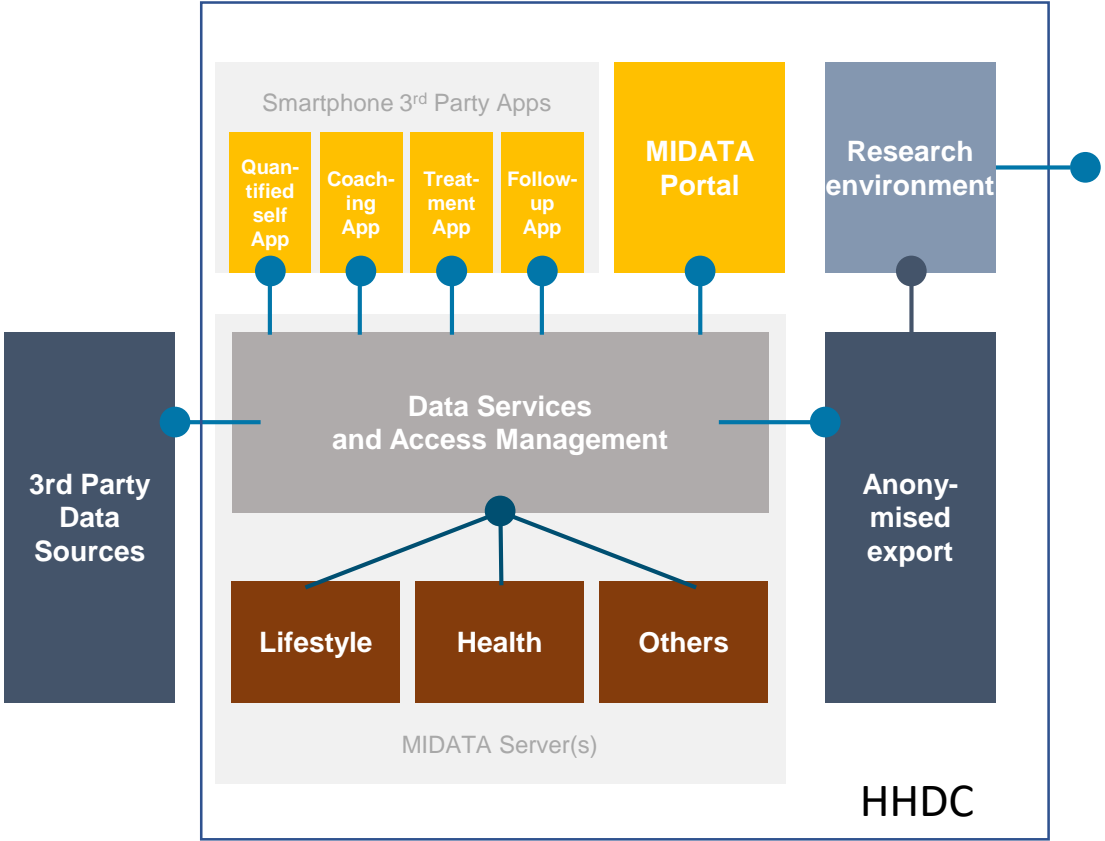 Smartphone 3rd Party Apps
Quan-
tified
self
App
Coach-
ing
App
Treat-
ment
App
Follow-
up
App
MIDATA
Portal
Research
environment
Data Services
and Access Management
3rd Party
Data
Sources
Anony-
mised
export
Lifestyle
Health
Others
MIDATA Server(s)
HHDC